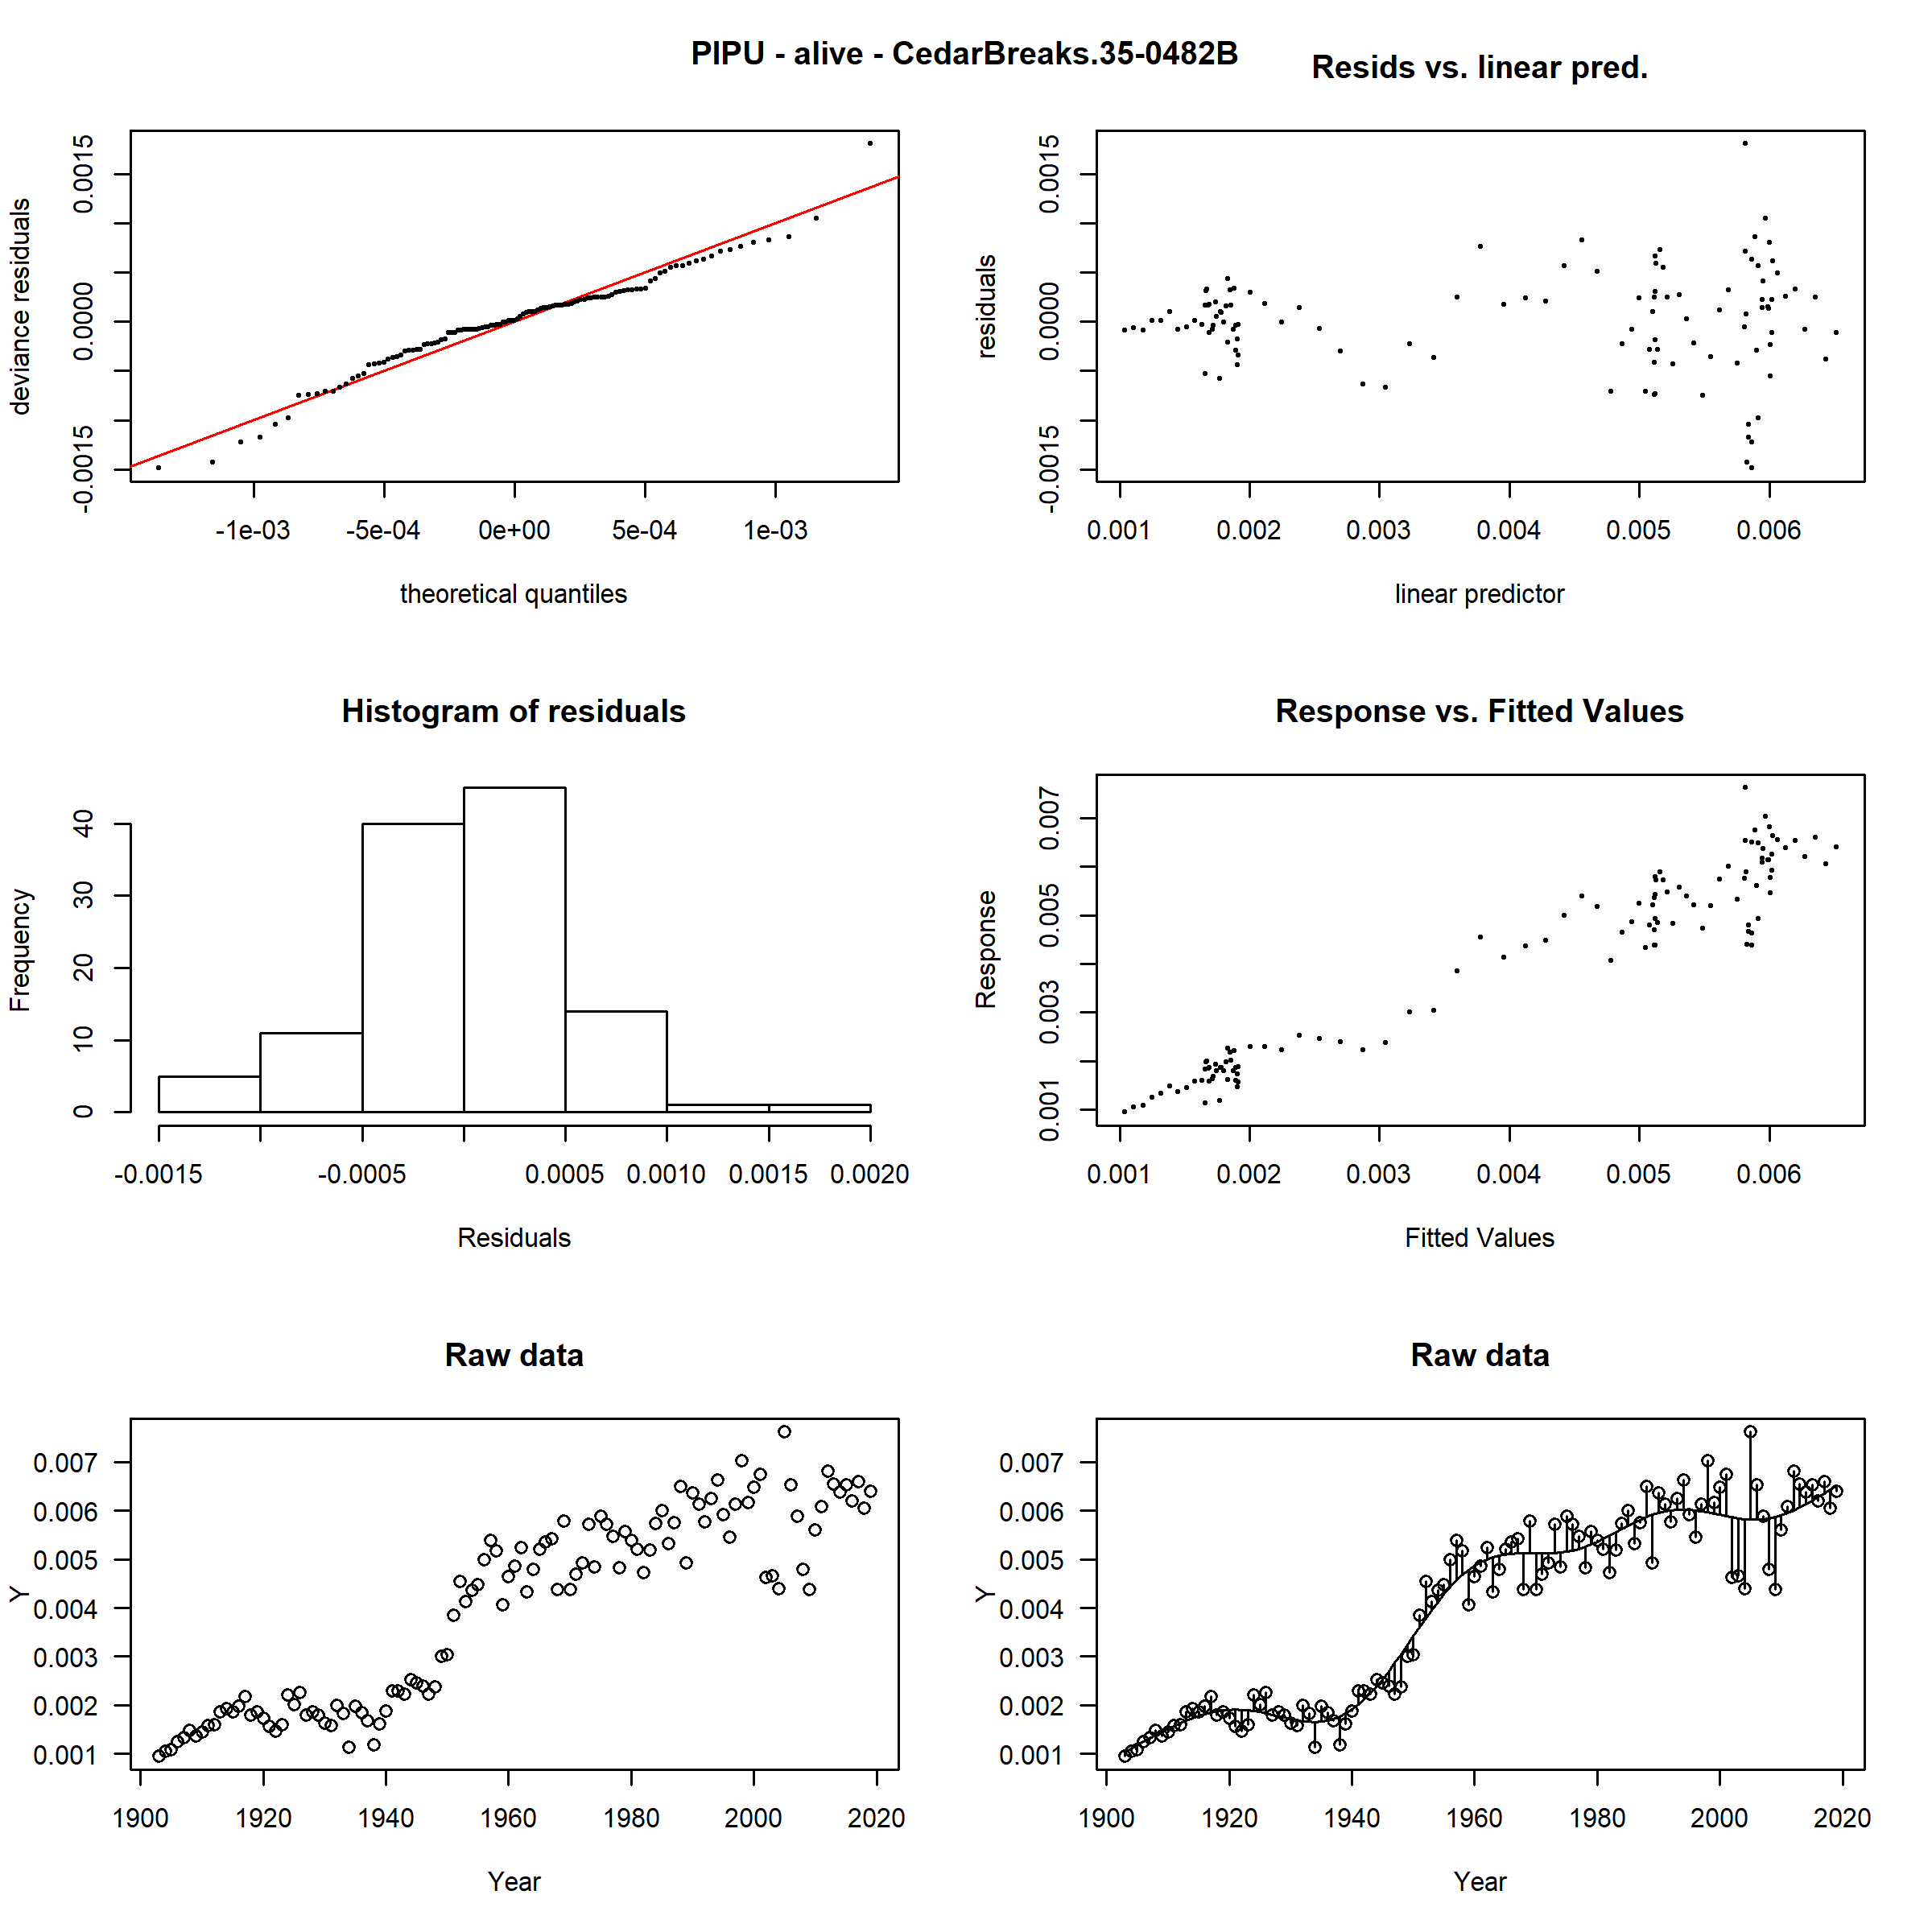 PIPU - alive - CedarBreaks.35-0482B
Resids vs. linear pred.
deviance residuals
-0.0015 0.0000 0.0015
-1e-03 -5e-04 0e+00 5e-04 1e-03
theoretical quantiles
residuals
-0.0015 0.0000 0.0015
0.001 0.002 0.003 0.004 0.005 0.006
linear predictor
Histogram of residuals
Frequency
0 10 20 30 40
-0.0015 -0.0005 0.0005 0.0010 0.0015 0.0020
Residuals
Response vs. Fitted Values
Response
0.001 0.003 0.005 0.007
0.001 0.002 0.003 0.004 0.005 0.006
Fitted Values
Raw data
Y
0.007
0.006
0.005
0.004
0.003
0.002
0.001
1900 1920 1940 1960 1980 2000 2020
Year
Raw data
Y
0.007
0.006
0.005
0.004
0.003
0.002
0.001
1900 1920 1940 1960 1980 2000 2020
Year